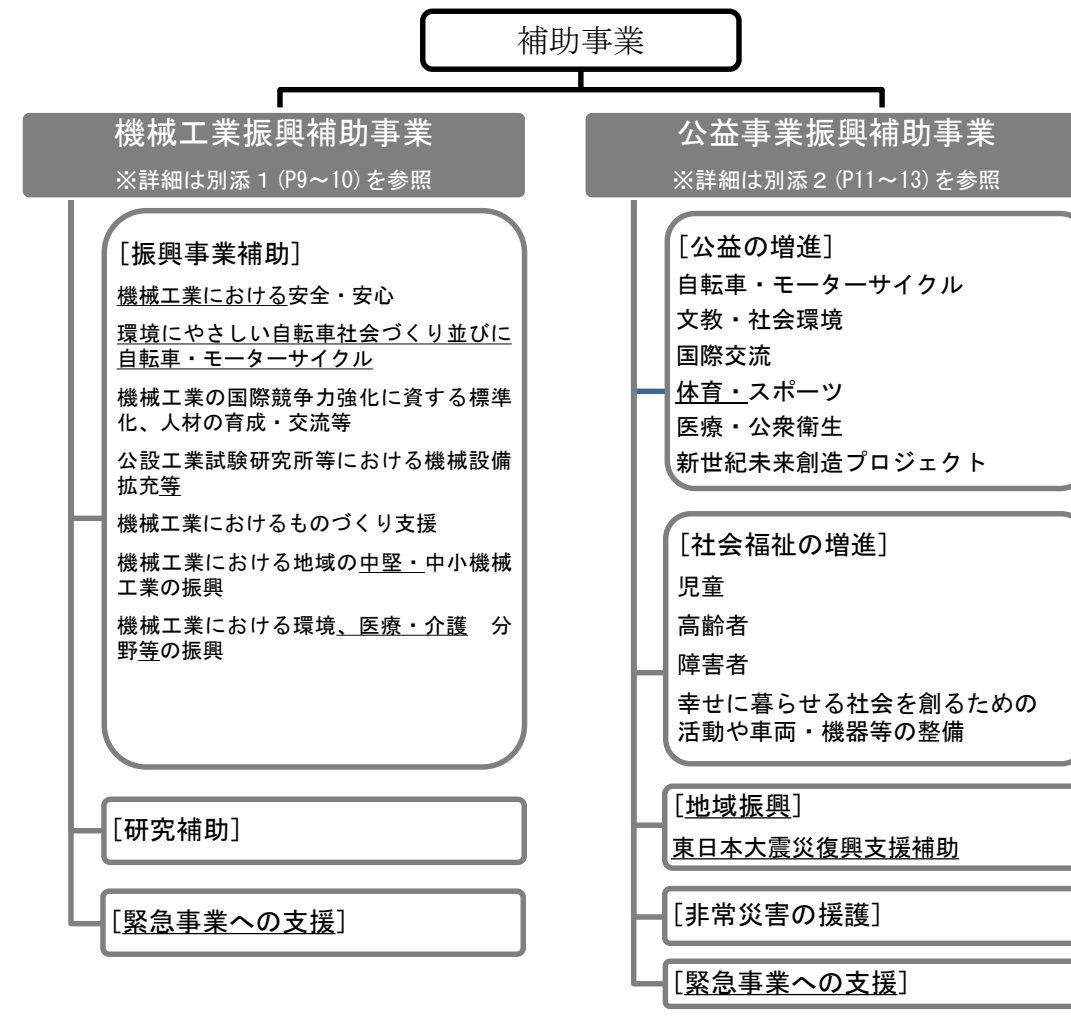 補助事業
機械工業振興補助事業
※詳細は別添１(P9～10)を参照
[振興事業補助]
機械工業における安全・安心
環境にやさしい自転車社会づくり並びに
自転車・モーターサイクル
機械工業の国際競争力強化に資する標準
化、人材の育成・交流等
公設工業試験研究所等における機械設備
拡充等
機械工業におけるものづくり支援
機械工業における地域の中堅・中小機械
工業の振興
機械工業における環境、医療・介護　分
野等の振興
[研究補助]
[緊急事業への支援]
公益事業振興補助事業
※詳細は別添２(P11～13)を参照
[公益の増進]
自転車・モーターサイクル
文教・社会環境
国際交流
体育・スポーツ
医療・公衆衛生
新世紀未来創造プロジェクト
[社会福祉の増進]
児童
高齢者
障害者
幸せに暮らせる社会を創るための
活動や車両・機器等の整備
[地域振興]
東日本大震災復興支援補助
[非常災害の援護]
[緊急事業への支援]